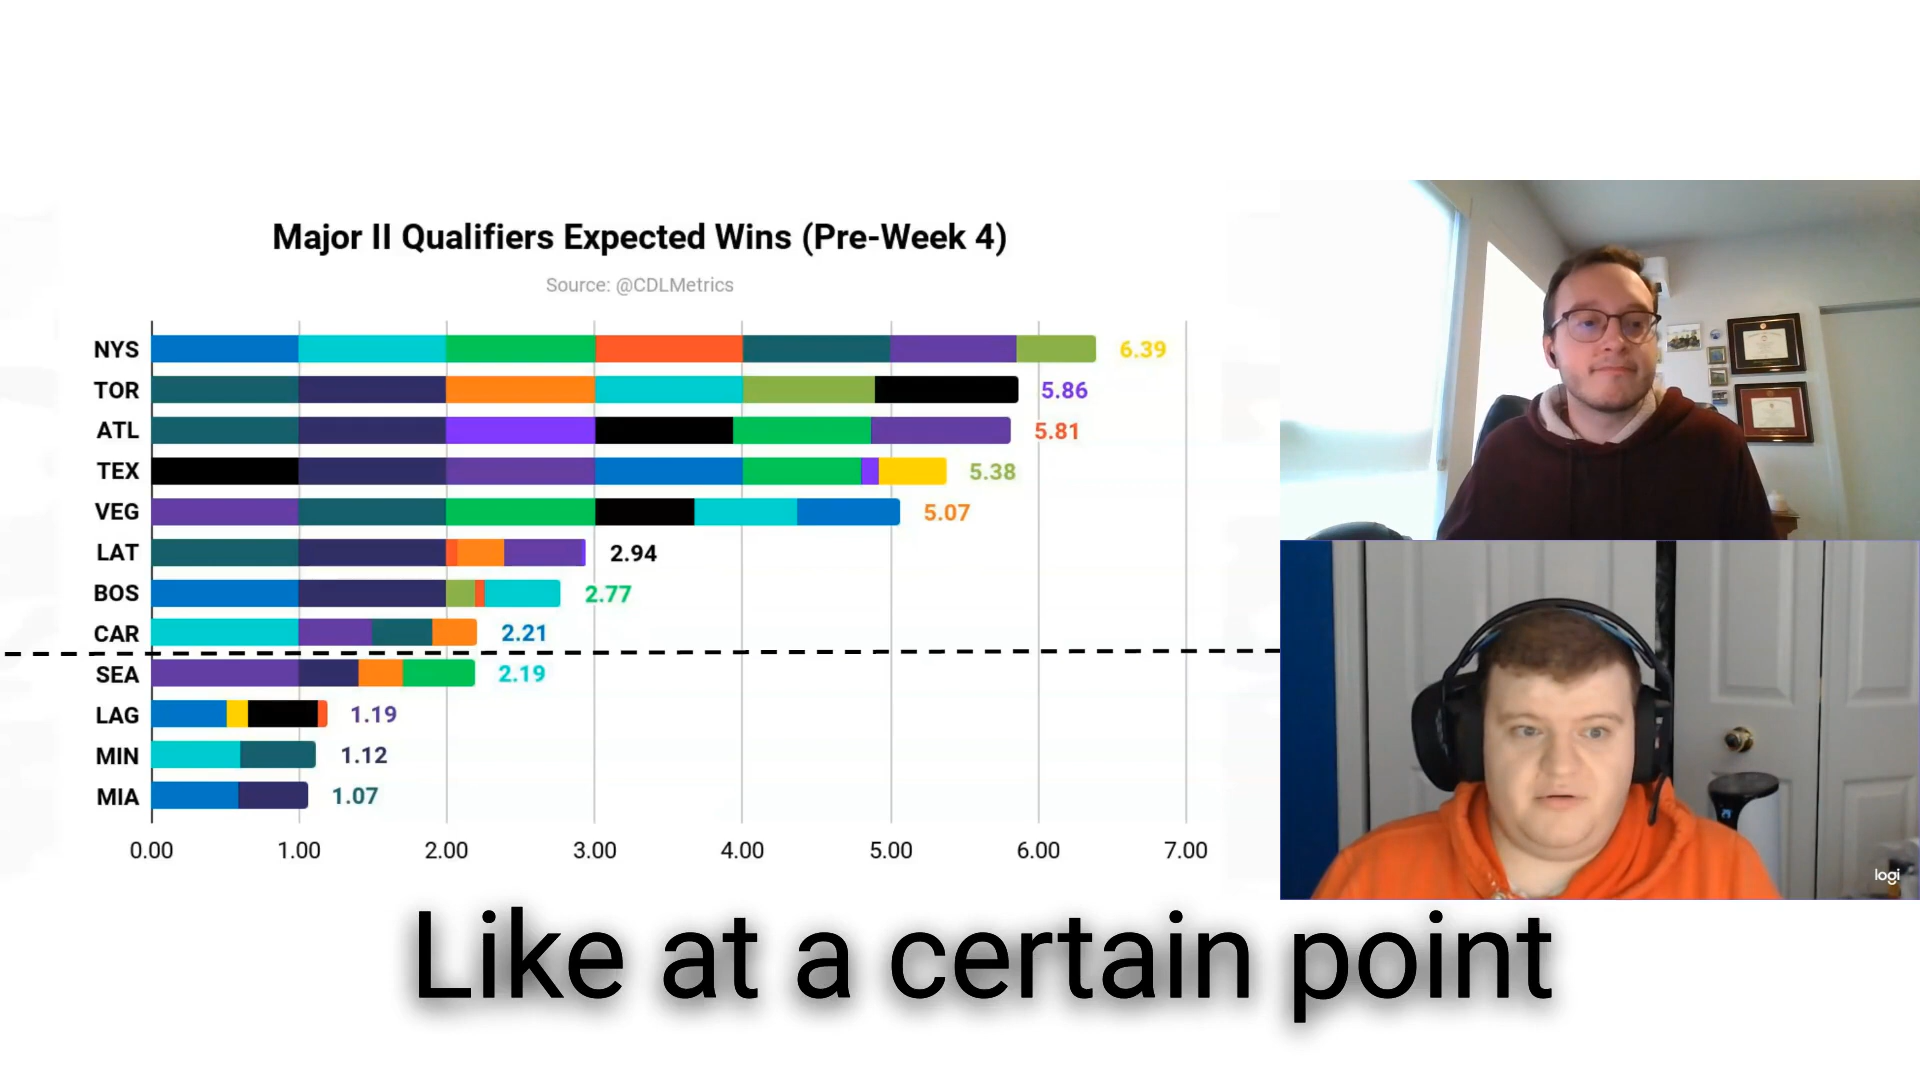 Major II Qualifiers Expected Wins (Pre-Week 4)
Source: @CDLMetrics
NYS 6.39
TOR 5.86
ATL 5.81
TEX 5.38
VEG 5.07
LAT 2.94
BOS 2.77
CAR 2.21
SEA 2.19
LAG 1.19
MIN 1.12
MIA 1.07
0.00 1.00 2.00 3.00 4.00 5.00 6.00 7.00
logi
Like at a certain point